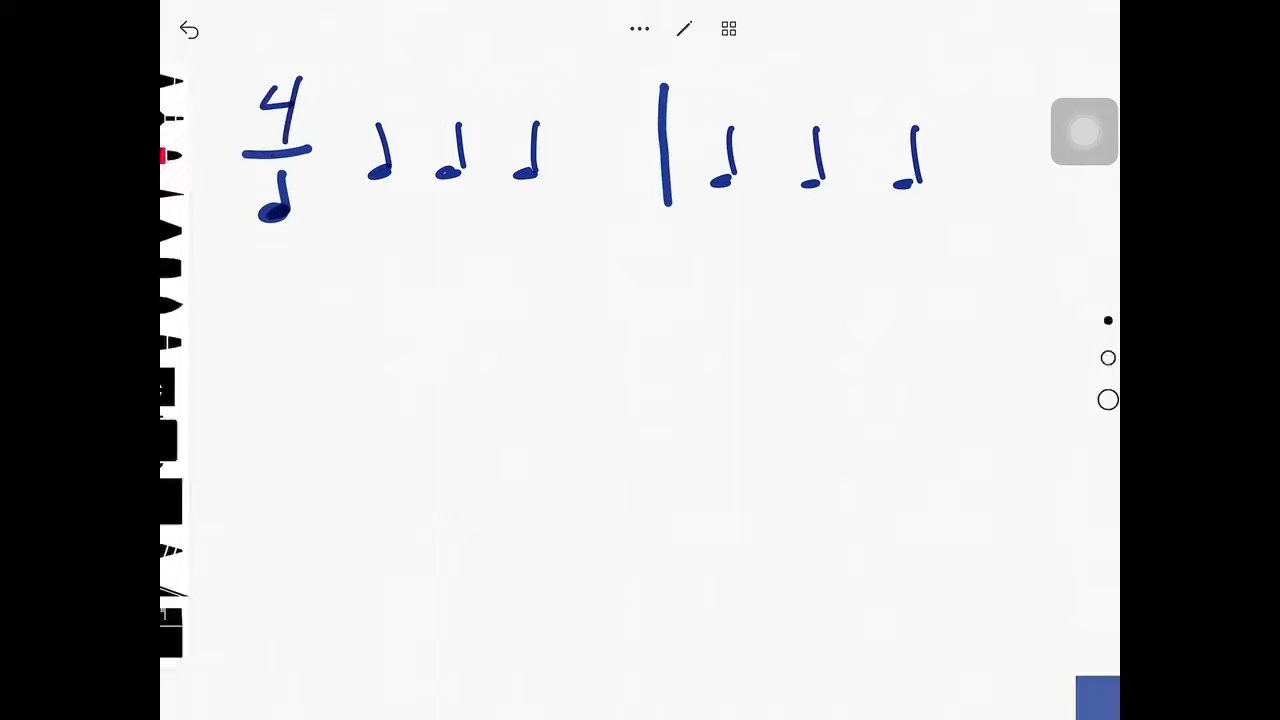 4
♩ ♩ ♩ ♩ | ♩ ♩ ♩